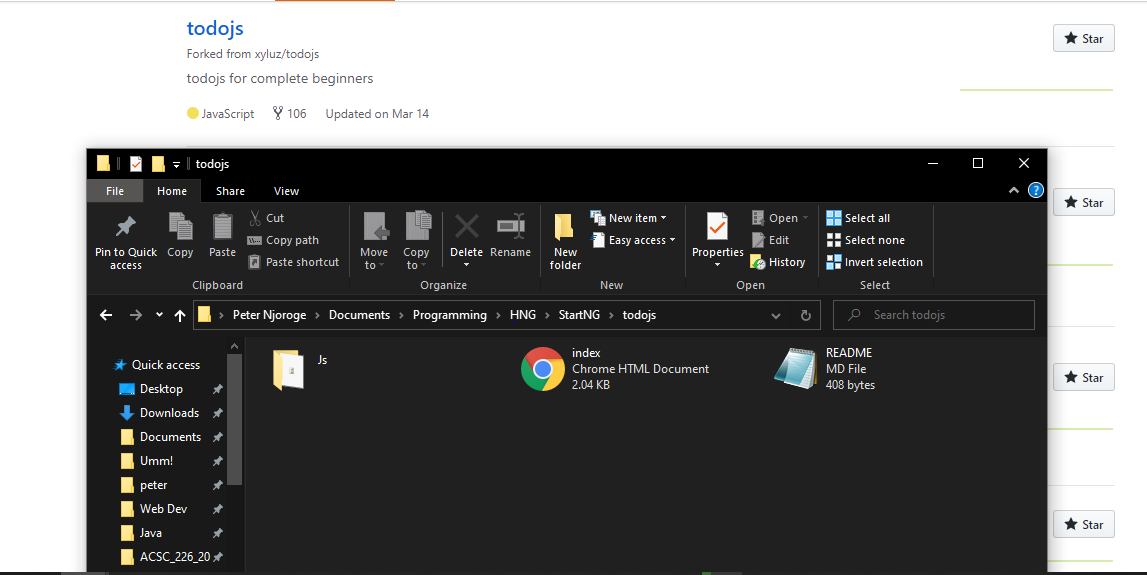 todojs
Star
Forked from xyluz/todojs
todojs for complete beginners
JavaScript 106 Updated on Mar 14
todojs
File Home Share View
Star
Pin to Quick access
Copy
Paste
Cut
Copy path
Paste shortcut
Clipboard
Move to
Copy to
Delete
Rename
Organize
New folder
New item
Easy access
New
Properties
Open
Edit
History
Open
Select all
Select none
Invert selection
Select
Peter Njoroge › Documents › Programming › HNG › StartNG › todojs
Search todojs
Quick access
Desktop
Downloads
Documents
Umm!
peter
Web Dev
Java
ACSC_226_20
Js
index
Chrome HTML Document
2.04 KB
README
MD File
408 bytes
Star
Star